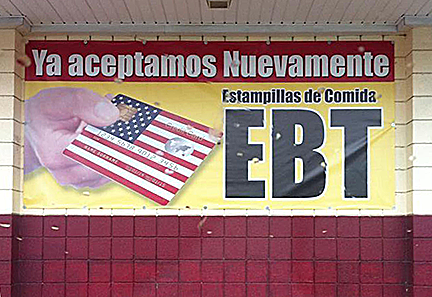 Ya aceptamos Nuevamente
Estampillas de Comida
EBT